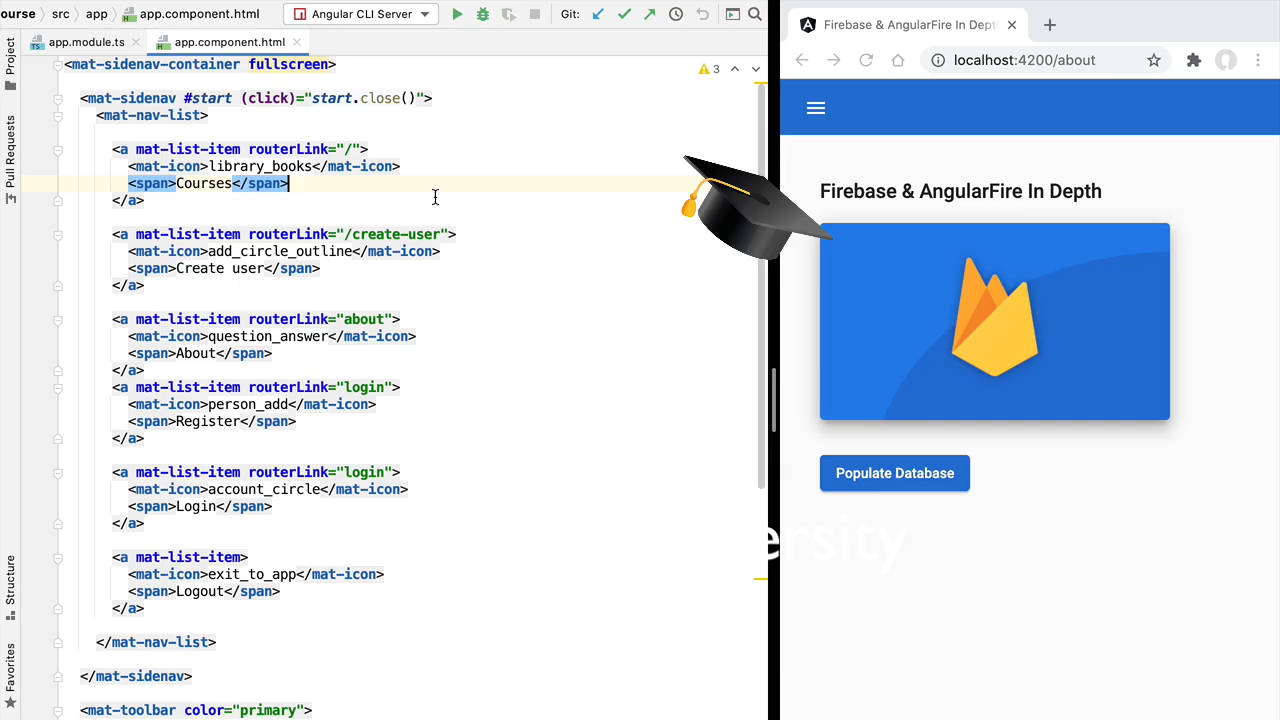 ourse
src
app
app.component.html
Angular CLI Server
Git:
app.module.ts
app.component.html
Project
Pull Requests
Structure
Favorites
3
<mat-sidenav-container fullscreen>
<mat-sidenav #start (click)="start.close()">
<mat-nav-list>
<a mat-list-item routerLink="/">
<mat-icon>library_books</mat-icon>
<span>Courses</span>
</a>
<a mat-list-item routerLink="/create-user">
<mat-icon>add_circle_outline</mat-icon>
<span>Create user</span>
</a>
<a mat-list-item routerLink="about">
<mat-icon>question_answer</mat-icon>
<span>About</span>
</a>
<a mat-list-item routerLink="login">
<mat-icon>person_add</mat-icon>
<span>Register</span>
</a>
<a mat-list-item routerLink="login">
<mat-icon>account_circle</mat-icon>
<span>Login</span>
</a>
<a mat-list-item>
<mat-icon>exit_to_app</mat-icon>
<span>Logout</span>
</a>
</mat-nav-list>
</mat-sidenav>
<mat-toolbar color="primary">
Firebase & AngularFire In Depth
localhost:4200/about
Firebase & AngularFire In Depth
Populate Database
ersity